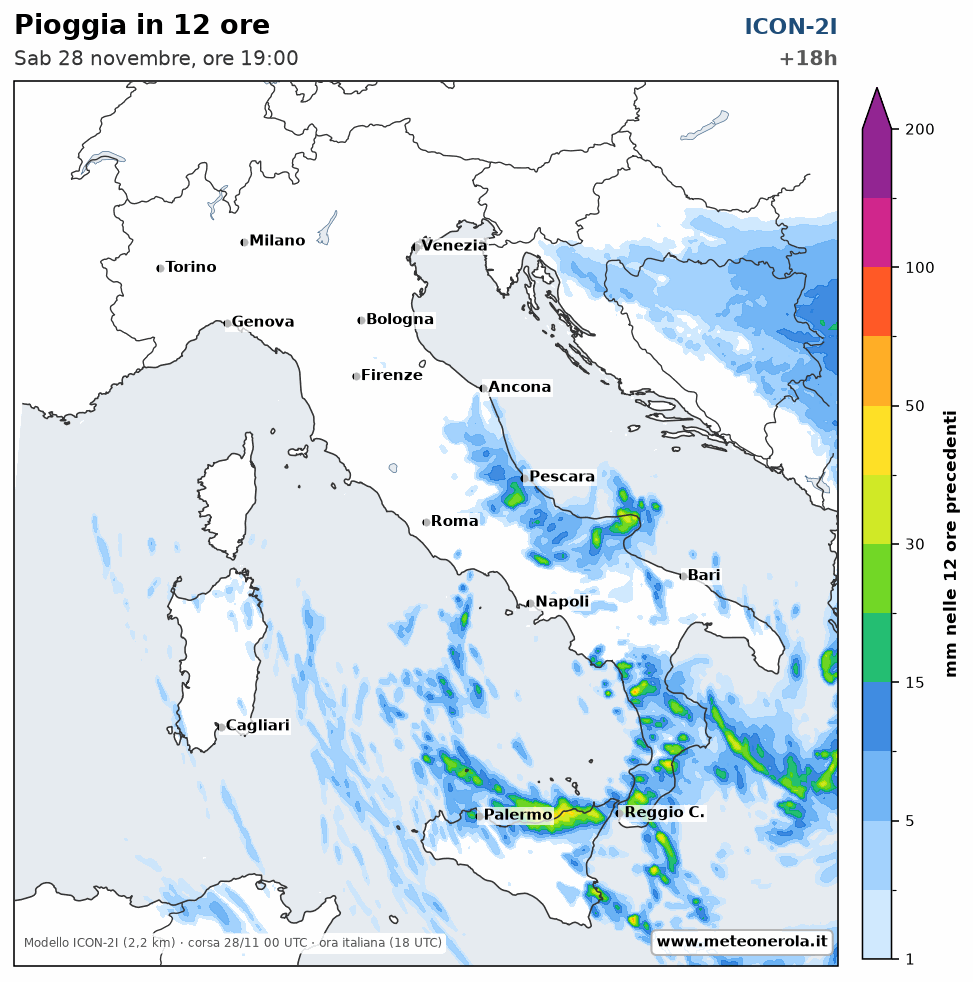 Pioggia in 12 ore
ICON-2I
Sab 28 novembre, ore 19:00
+18h
200
100
50
30
15
5
1
mm nelle 12 ore precedenti
Milano
Venezia
Torino
Genova
Bologna
Firenze
Ancona
Pescara
Roma
Bari
Napoli
Cagliari
Palermo
Reggio C.
Modello ICON-2I (2,2 km) · corsa 28/11 00 UTC · ora italiana (18 UTC)
www.meteonerola.it